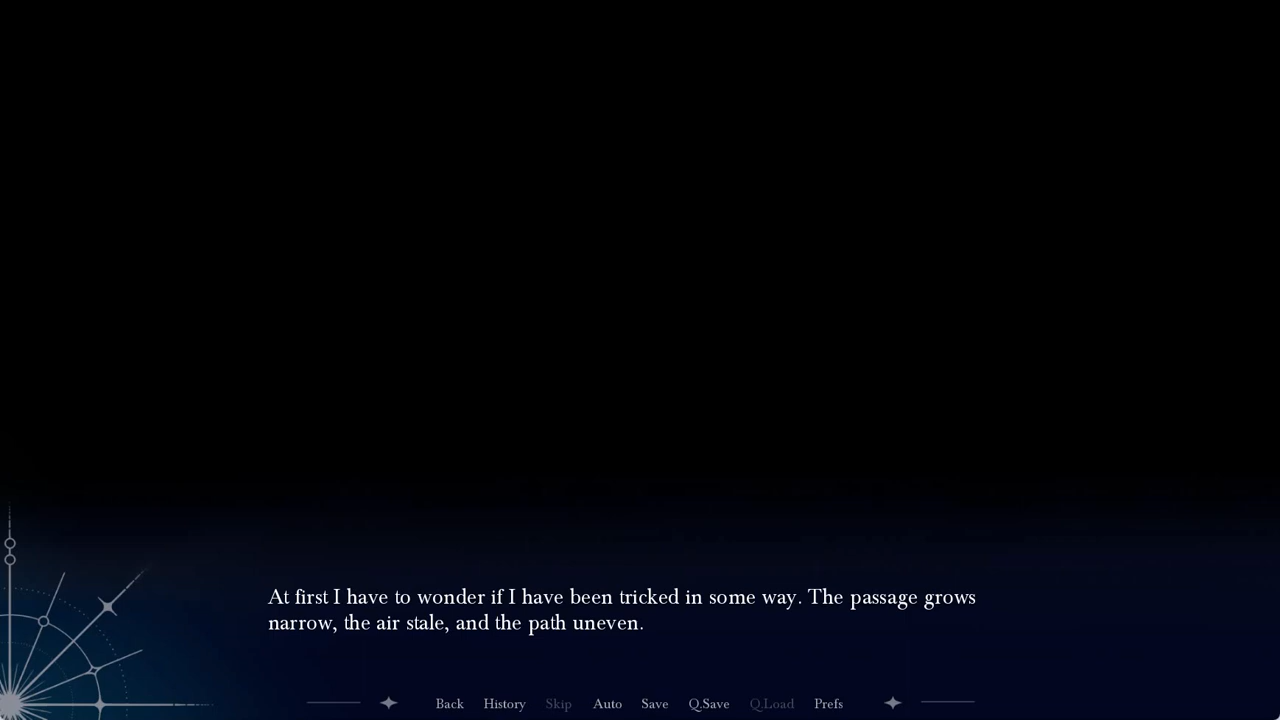 At first I have to wonder if I have been tricked in some way. The passage grows
narrow, the air stale, and the path uneven.
Back History Skip Auto Save Q.Save Q.Load Prefs